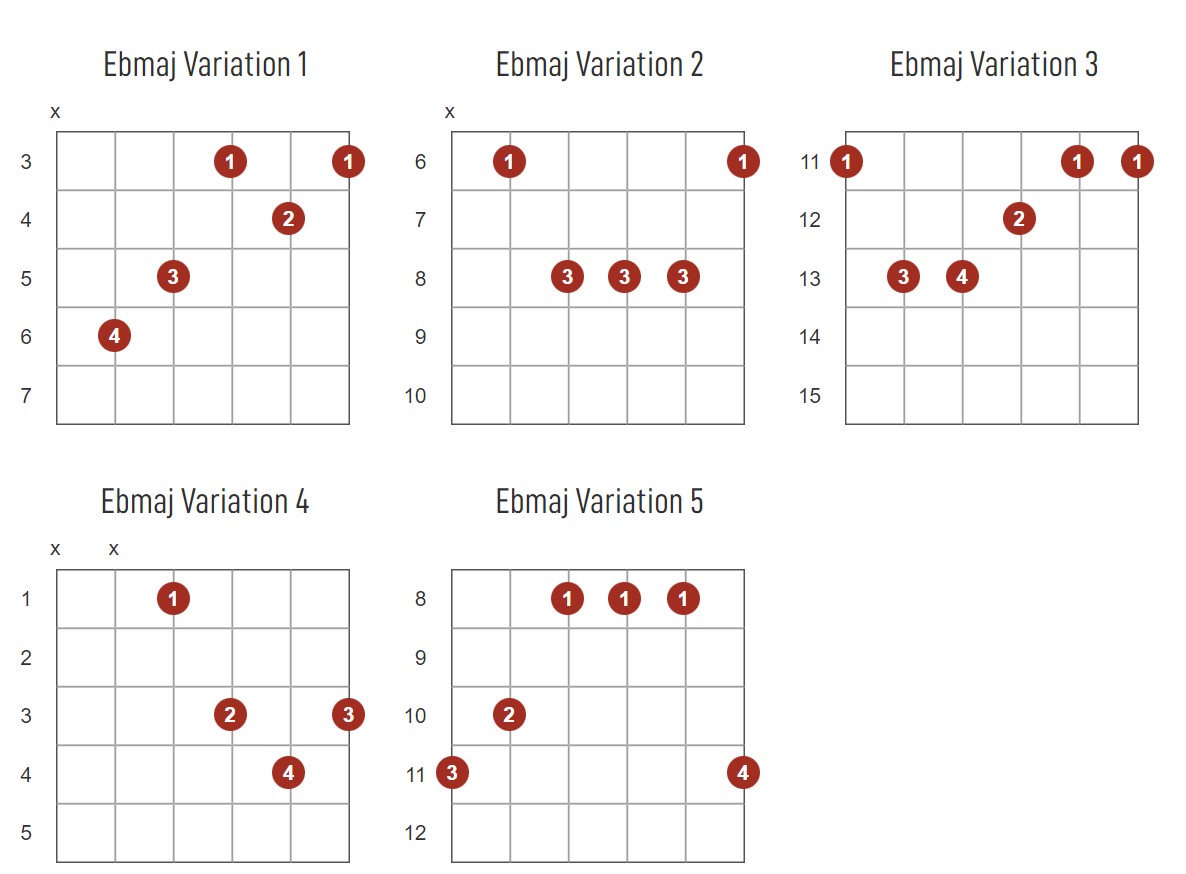 Ebmaj Variation 1 Ebmaj Variation 2 Ebmaj Variation 3
x x
3 1 1 6 1 1 11 1 1 1
4 2 7 12 2
5 3 8 3 3 3 13 3 4
6 4 9 14
7 10 15
Ebmaj Variation 4 Ebmaj Variation 5
x x
1 1 8 1 1 1
2 9
3 2 3 10 2
4 4 11 3 4
5 12